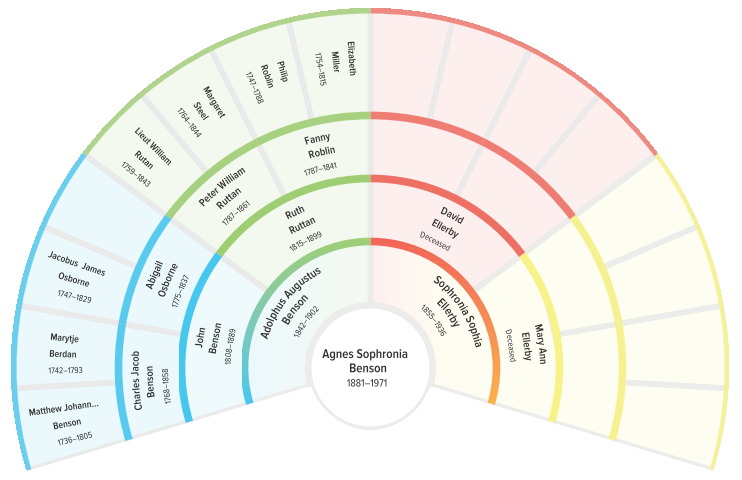 Elizabeth
Miller
1754–1815
Philip
Roblin
1747–1788
Margaret
Steel
1764–1844
Lieut William
Rutan
1759–1843
Fanny
Roblin
1787–1841
Peter William
Ruttan
1787–1861
Ruth
Ruttan
1815–1899
David
Ellerby
Deceased
Jacobus James
Osborne
1747–1829
Abigail
Osborne
1775–1837
Adolphus Augustus
Benson
1842–1902
Sophronia Sophia
Ellerby
1855–1936
Mary Ann
Ellerby
Deceased
John
Benson
1808–1889
Marytje
Berdan
1742–1793
Charles Jacob
Benson
1768–1858
Matthew Johann...
Benson
1736–1805
Agnes Sophronia
Benson
1881–1971